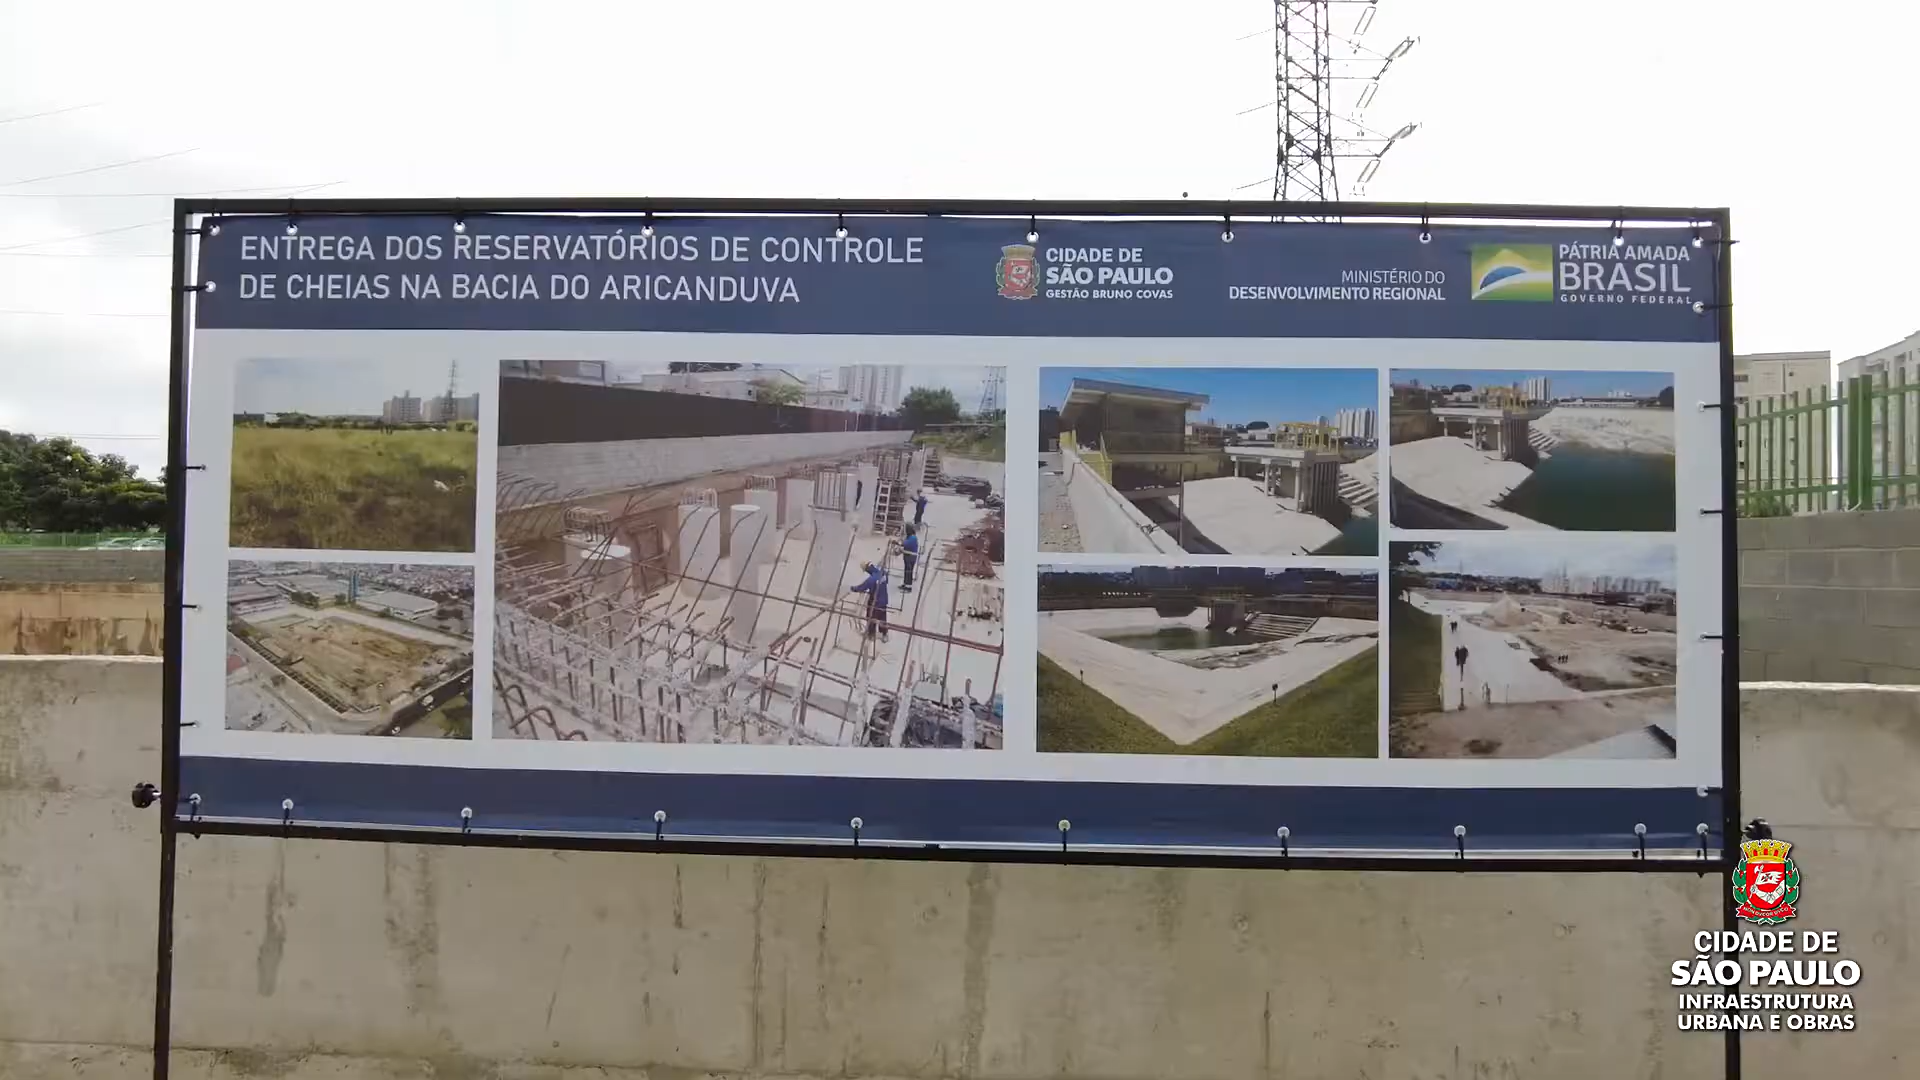 ENTREGA DOS RESERVATÓRIOS DE CONTROLE
DE CHEIAS NA BACIA DO ARICANDUVA
CIDADE DE
SÃO PAULO
GESTÃO BRUNO COVAS
MINISTÉRIO DO
DESENVOLVIMENTO REGIONAL
PÁTRIA AMADA
BRASIL
GOVERNO FEDERAL
CIDADE DE
SÃO PAULO
INFRAESTRUTURA
URBANA E OBRAS